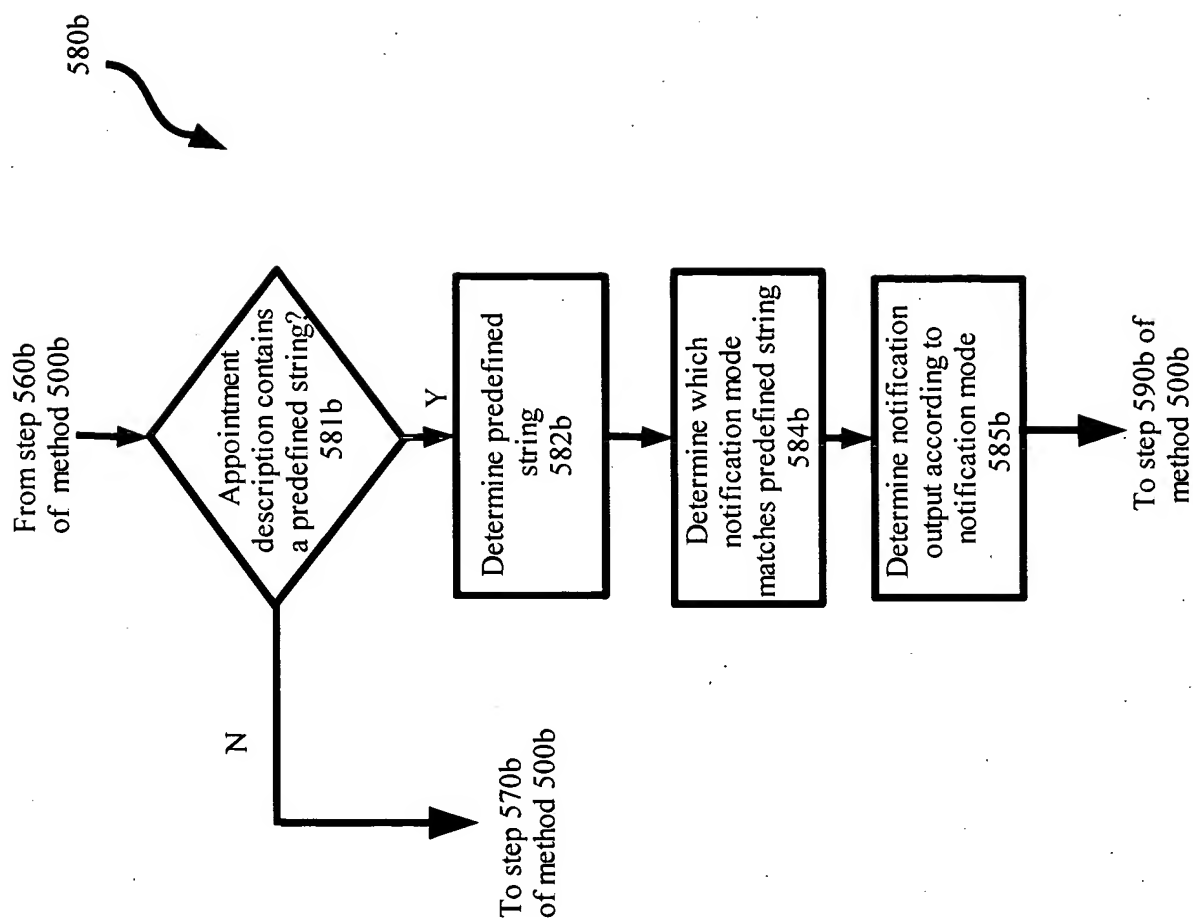 580b
From step 560b
of method 500b
Appointment
description contains
a predefined string?
581b
N
Y
To step 570b
of method 500b
Determine predefined
string
582b
Determine which
notification mode
matches predefined string
584b
Determine notification
output according to
notification mode
585b
To step 590b of
method 500b